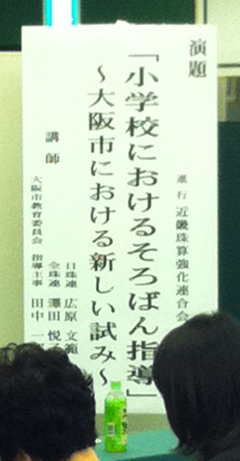 演題
進行 近畿珠算強化連合会
「小学校におけるそろばん指導」
～大阪市における新しい試み～
講師
日珠連 広原 文
全珠連 澤田 悦子
大阪市教育委員会 指導主事 田中 一